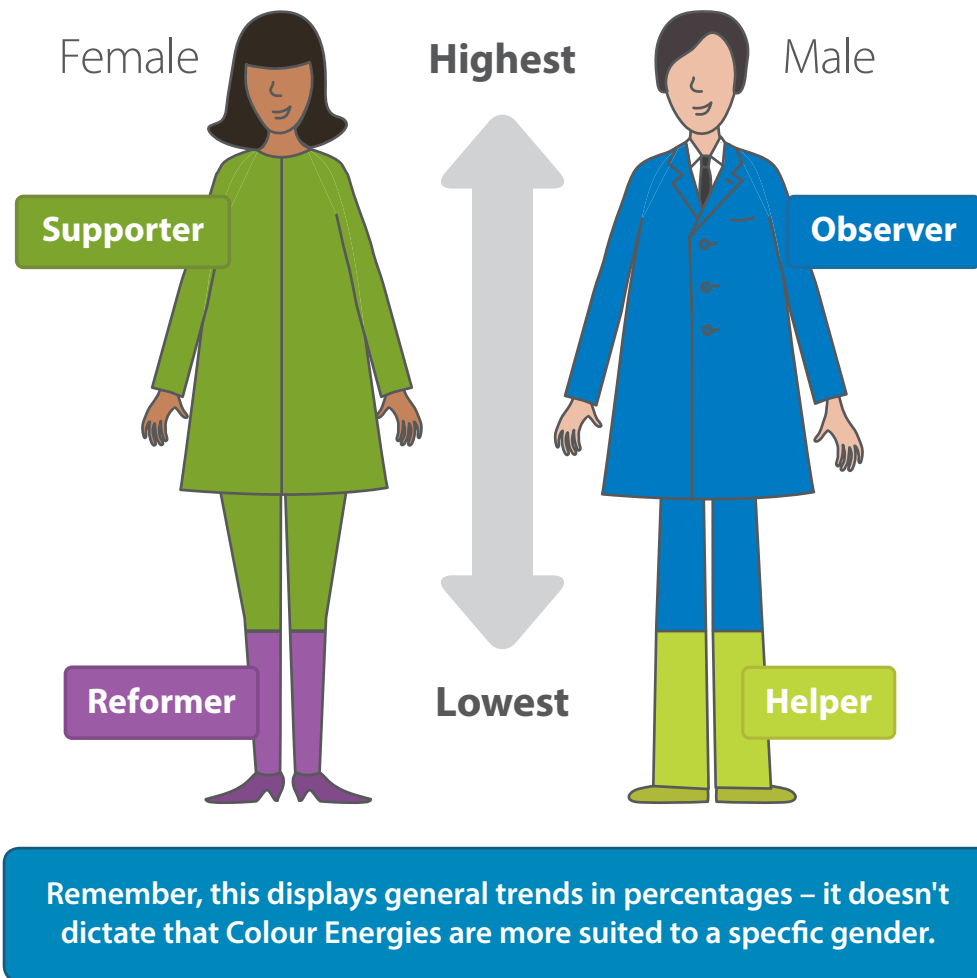 Female
Highest
Male
Supporter
Observer
Reformer
Lowest
Helper
Remember, this displays general trends in percentages – it doesn't
dictate that Colour Energies are more suited to a specfic gender.